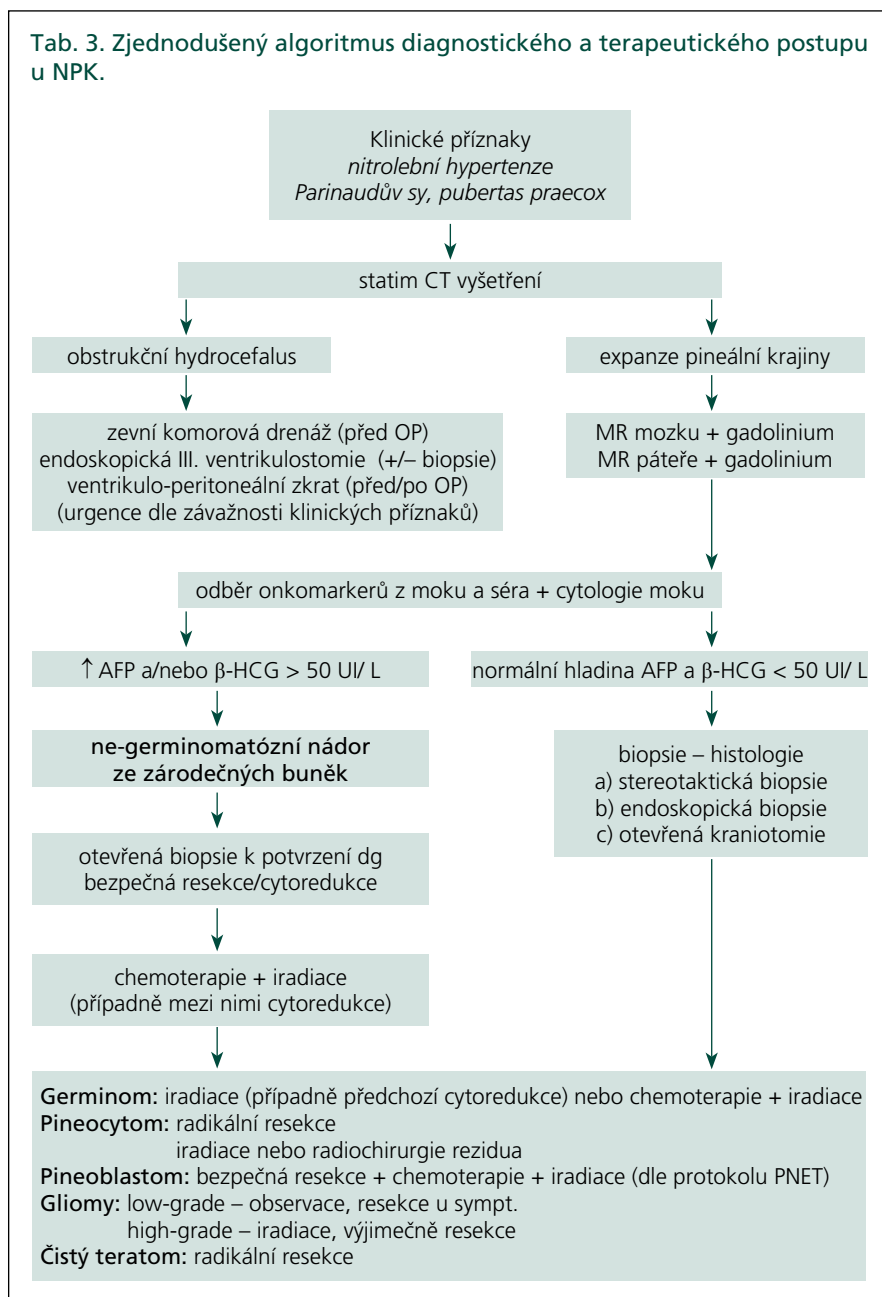 Tab. 3. Zjednodušený algoritmus diagnostického a terapeutického postupu
u NPK.
Klinické příznaky
nitrolební hypertenze
Parinaudův sy, pubertas praecox
statim CT vyšetření
obstrukční hydrocefalus
expanze pineální krajiny
zevní komorová drenáž (před OP)
endoskopická III. ventrikulostomie (+/– biopsie)
ventrikulo-peritoneální zkrat (před/po OP)
(urgence dle závažnosti klinických příznaků)
MR mozku + gadolinium
MR páteře + gadolinium
odběr onkomarkerů z moku a séra + cytologie moku
↑ AFP a/nebo β-HCG > 50 UI/ L
normální hladina AFP a β-HCG < 50 UI/ L
ne-germinomatózní nádor
ze zárodečných buněk
biopsie – histologie
a) stereotaktická biopsie
b) endoskopická biopsie
c) otevřená kraniotomie
otevřená biopsie k potvrzení dg
bezpečná resekce/cytoredukce
chemoterapie + iradiace
(případně mezi nimi cytoredukce)
Germinom: iradiace (případně předchozí cytoredukce) nebo chemoterapie + iradiace
Pineocytom: radikální resekce
iradiace nebo radiochirurgie rezidua
Pineoblastom: bezpečná resekce + chemoterapie + iradiace (dle protokolu PNET)
Gliomy: low-grade – observace, resekce u sympt.
high-grade – iradiace, výjimečně resekce
Čistý teratom: radikální resekce